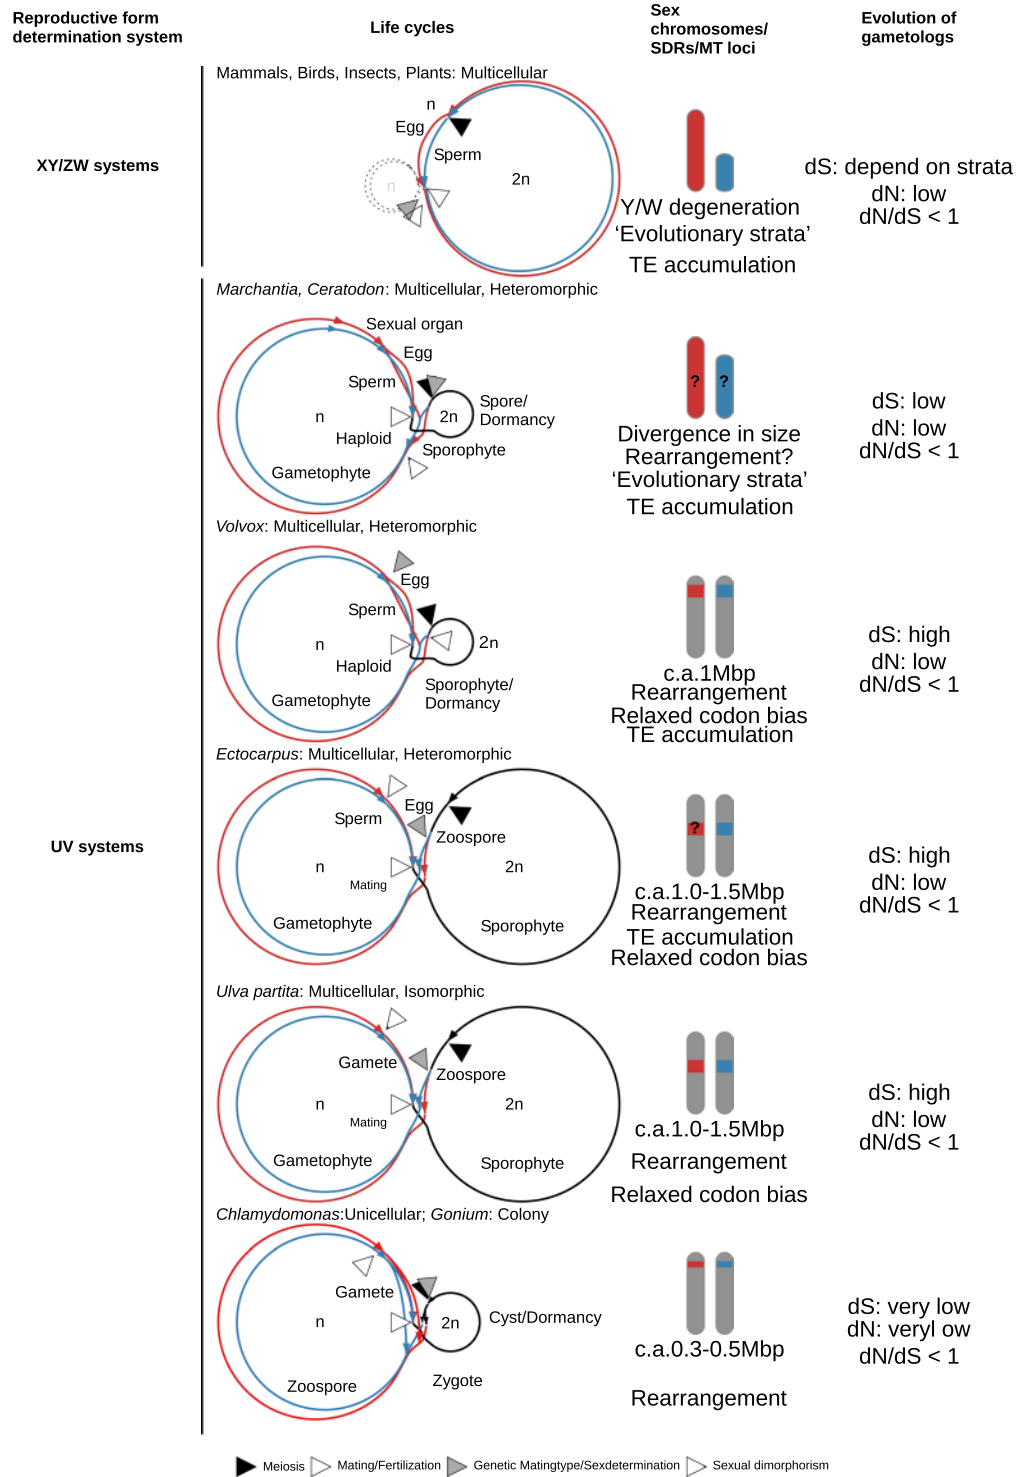 Reproductive form
determination system
Life cycles
Sex
chromosomes/
SDRs/MT loci
Evolution of
gametologs
XY/ZW systems
Mammals, Birds, Insects, Plants: Multicellular
n
Egg
Sperm
n
2n
Y/W degeneration
‘Evolutionary strata’
TE accumulation
dS: depend on strata
dN: low
dN/dS < 1
UV systems
Marchantia, Ceratodon: Multicellular, Heteromorphic
Sexual organ
Egg
Sperm
n
2n
Spore/
Dormancy
Haploid
Sporophyte
Gametophyte
? ?
Divergence in size
Rearrangement?
‘Evolutionary strata’
TE accumulation
dS: low
dN: low
dN/dS < 1
Volvox: Multicellular, Heteromorphic
Egg
Sperm
n
2n
Haploid
Gametophyte
Sporophyte/
Dormancy
c.a.1Mbp
Rearrangement
Relaxed codon bias
TE accumulation
dS: high
dN: low
dN/dS < 1
Ectocarpus: Multicellular, Heteromorphic
Egg
Sperm
Zoospore
n
2n
Mating
Gametophyte
Sporophyte
?
c.a.1.0-1.5Mbp
Rearrangement
TE accumulation
Relaxed codon bias
dS: high
dN: low
dN/dS < 1
Ulva partita: Multicellular, Isomorphic
Gamete
Zoospore
n
2n
Mating
Gametophyte
Sporophyte
c.a.1.0-1.5Mbp
Rearrangement
Relaxed codon bias
dS: high
dN: low
dN/dS < 1
Chlamydomonas:Unicellular; Gonium: Colony
Gamete
n
2n
Cyst/Dormancy
Zoospore
Zygote
c.a.0.3-0.5Mbp
Rearrangement
dS: very low
dN: veryl ow
dN/dS < 1
Meiosis Mating/Fertilization Genetic Matingtype/Sexdetermination Sexual dimorphorism